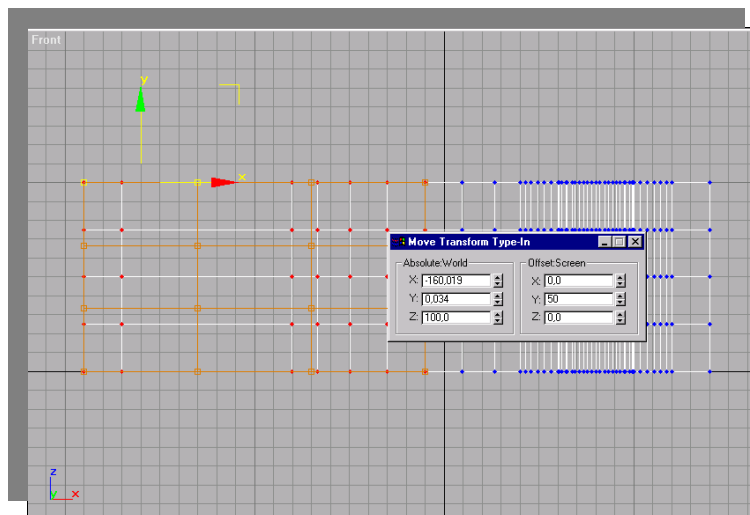 Front
y
x
Move Transform Type-In
Absolute:World
Offset:Screen
X: -160,019
X: 0,0
Y: 0,034
Y: 50
Z: 100,0
Z: 0,0
z
y x